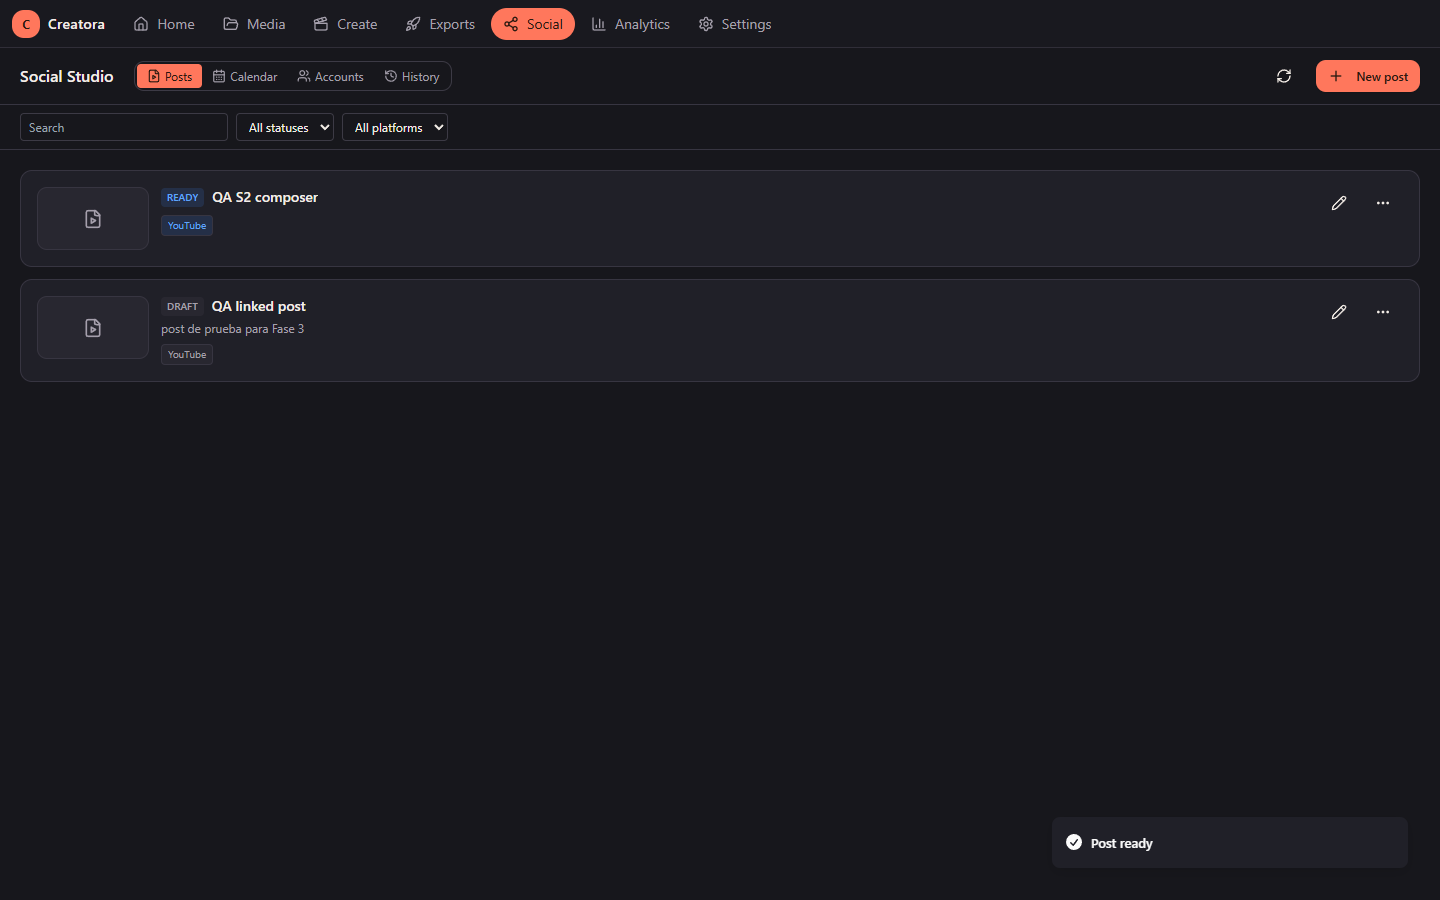 C Creatora Home Media Create Exports Social Analytics Settings
Social Studio Posts Calendar Accounts History New post
Search All statuses All platforms
READY QA S2 composer
YouTube
DRAFT QA linked post
post de prueba para Fase 3
YouTube
Post ready